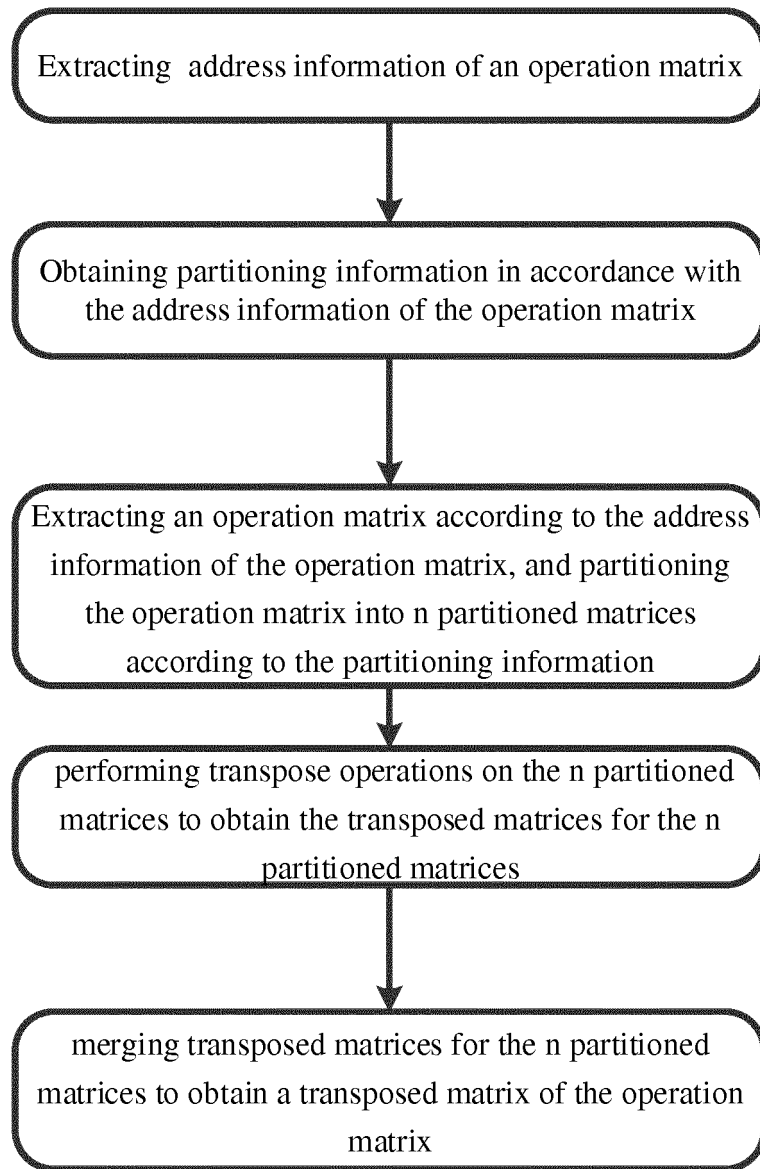 Extracting address information of an operation matrix
Obtaining partitioning information in accordance with
the address information of the operation matrix
Extracting an operation matrix according to the address
information of the operation matrix, and partitioning
the operation matrix into n partitioned matrices
according to the partitioning information
performing transpose operations on the n partitioned
matrices to obtain the transposed matrices for the n
partitioned matrices
merging transposed matrices for the n partitioned
matrices to obtain a transposed matrix of the operation
matrix